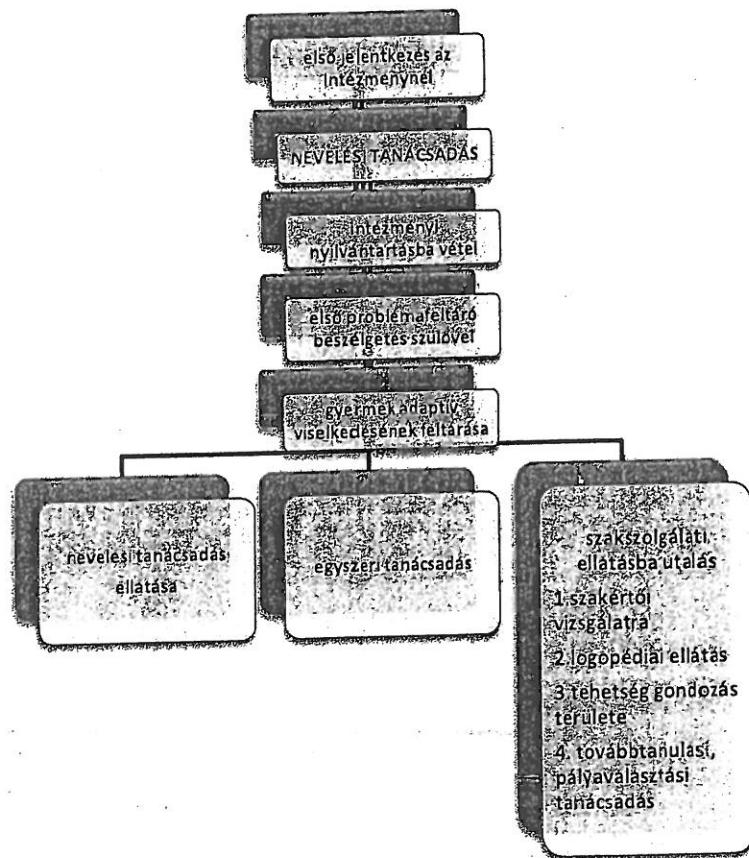 első jelentkezés az
intézménynél
NEVELÉSI TANÁCSADÁS
intézményi
nyilvántartásba vétel
első problémafeltáró
beszélgetés szülővel
gyermek adaptív
viselkedésének feltárása
nevelési tanácsadás
ellátása
egyszeri tanácsadás
szakszolgálati
ellátásba utalás
1.szakértői
vizsgálatra
2.logopédiai ellátás
3.tehetség gondozás
területe
4. továbbtanulási,
pályaválasztási
tanácsadás